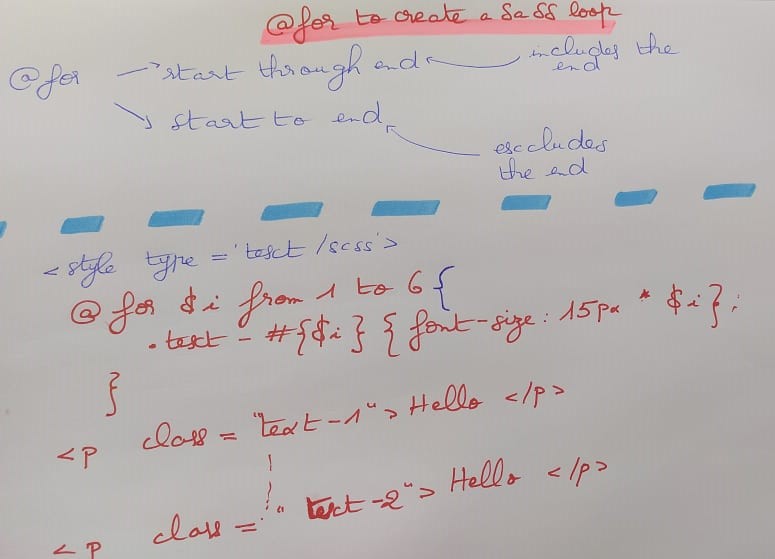 @for to create a SaSS loop
@for → start through end ← includes the end
↘ start to end ← excludes the end
<style type = 'text/scss'>
@for $i from 1 to 6 {
.text - #{$i} { font-size: 15px * $i};
}
<p class = "text-1"> Hello </p>
<p class = "text-2"> Hello </p>